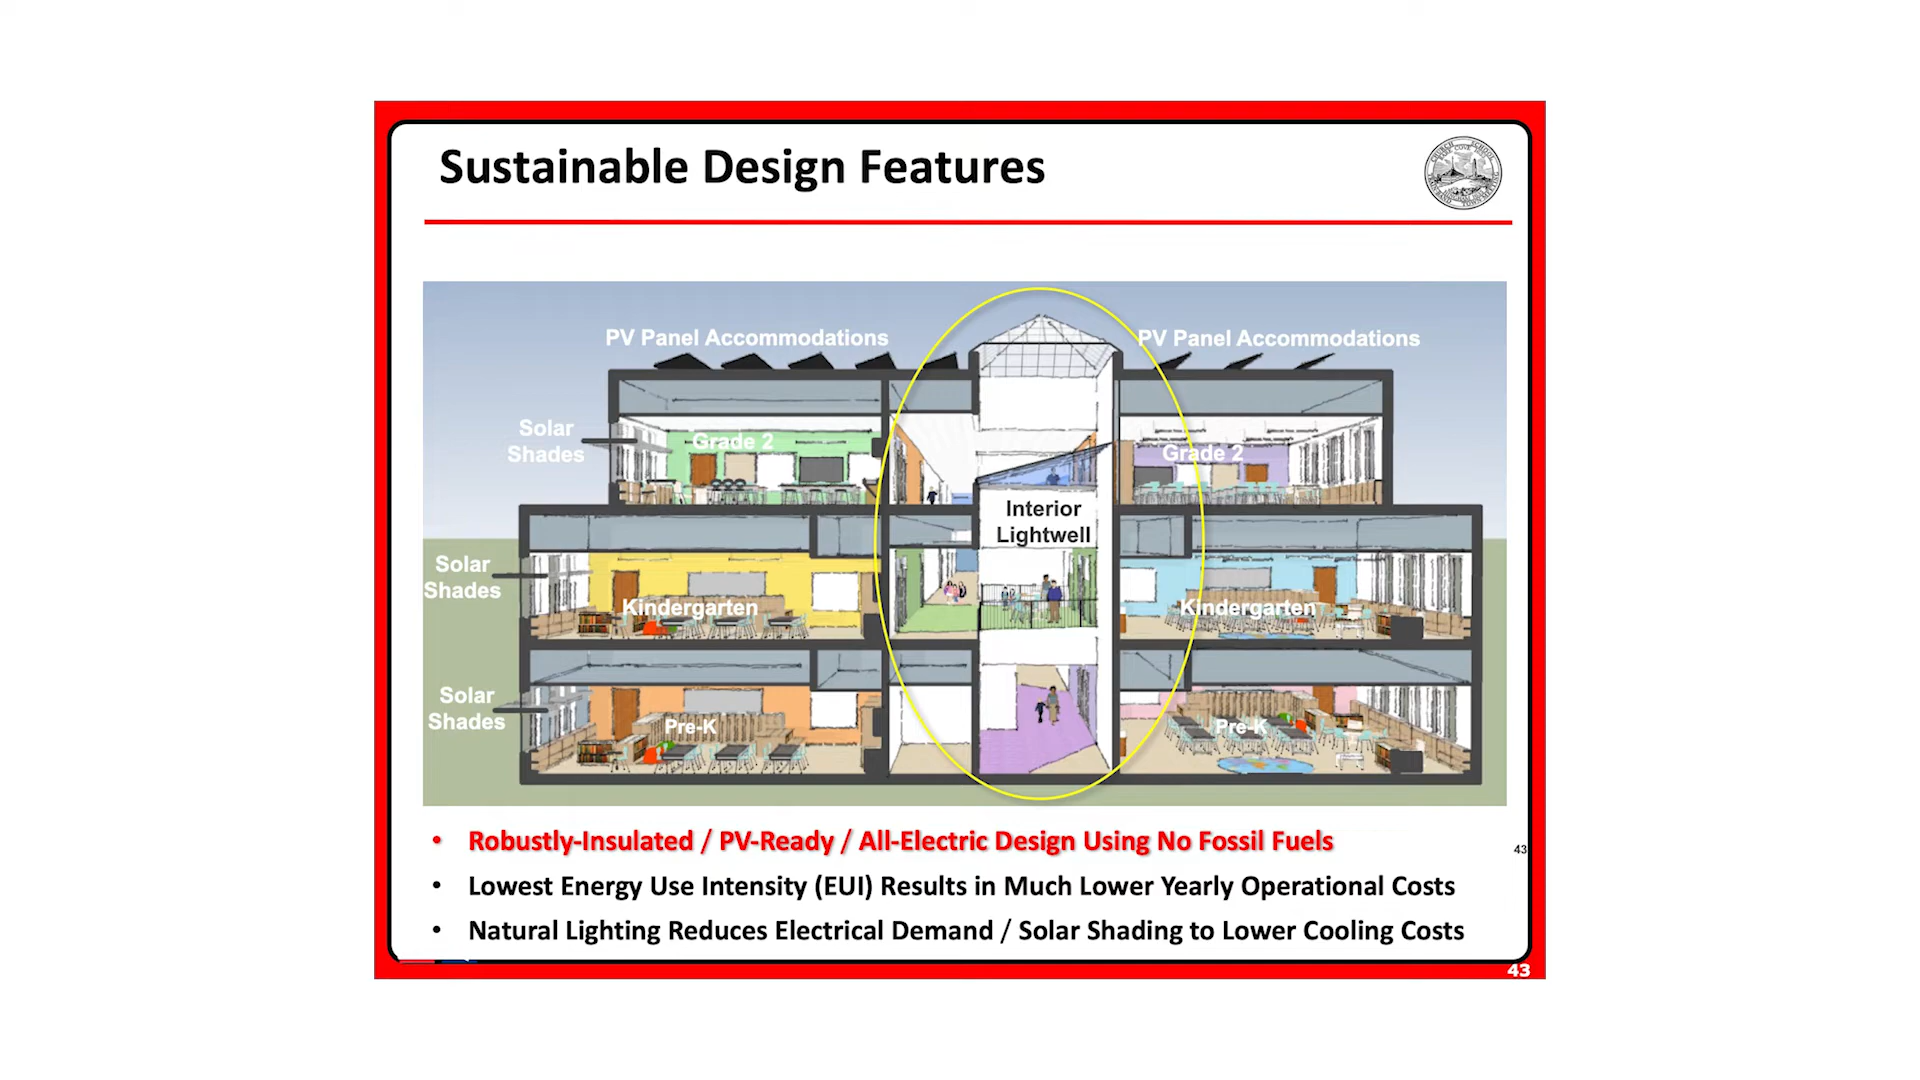 Sustainable Design Features
PV Panel Accommodations
PV Panel Accommodations
Solar
Shades
Grade 2
Grade 2
Interior
Lightwell
Solar
Shades
Kindergarten
Kindergarten
Solar
Shades
Pre-K
Pre-K
• Robustly-Insulated / PV-Ready / All-Electric Design Using No Fossil Fuels
43
• Lowest Energy Use Intensity (EUI) Results in Much Lower Yearly Operational Costs
• Natural Lighting Reduces Electrical Demand / Solar Shading to Lower Cooling Costs
43